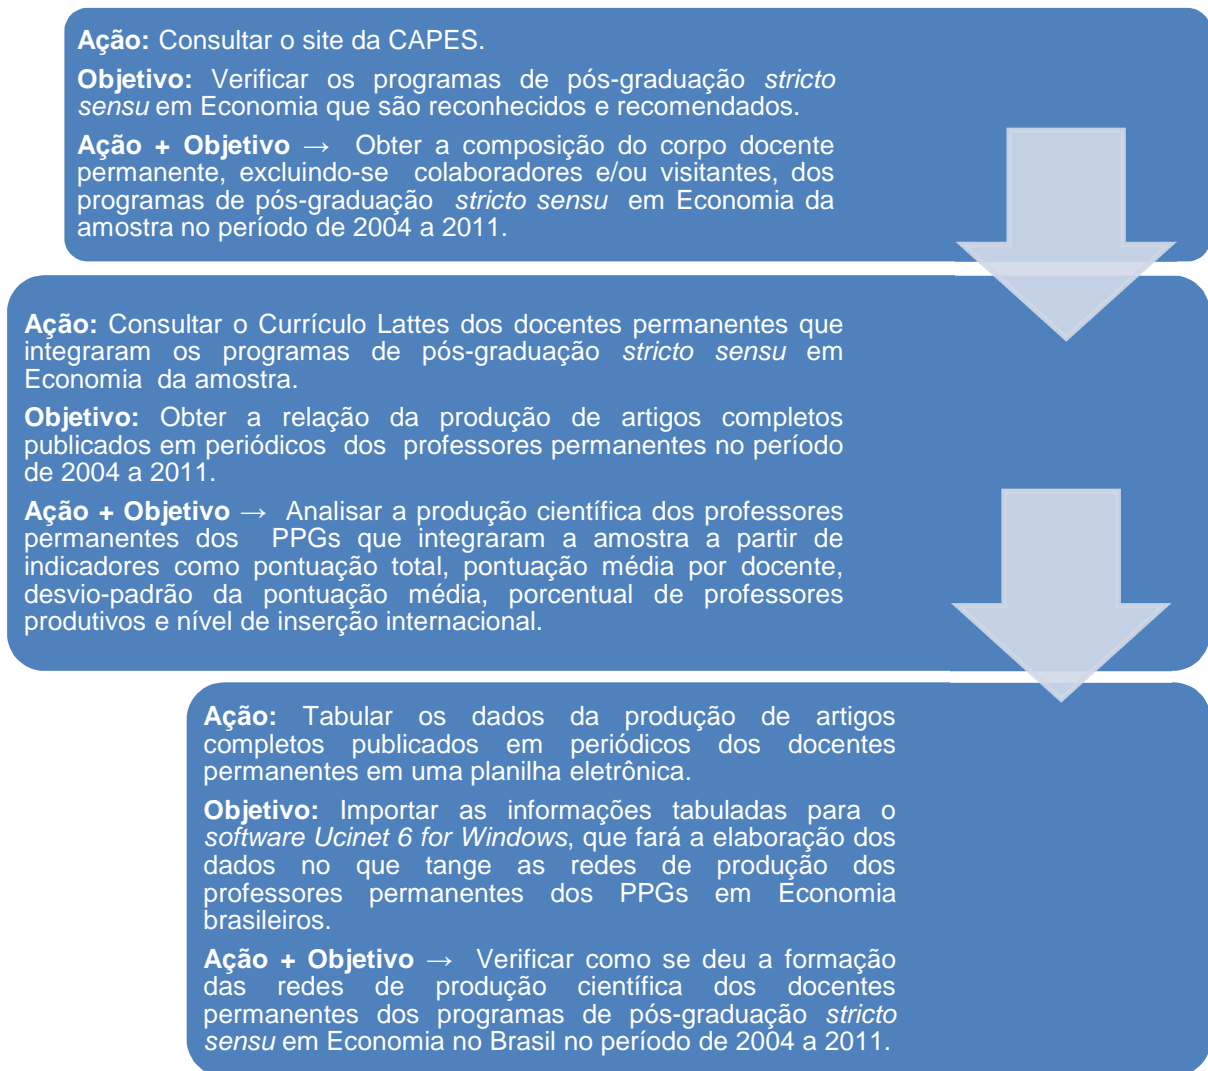 Ação: Consultar o site da CAPES.
Objetivo: Verificar os programas de pós-graduação stricto
sensu em Economia que são reconhecidos e recomendados.
Ação + Objetivo → Obter a composição do corpo docente
permanente, excluindo-se colaboradores e/ou visitantes, dos
programas de pós-graduação stricto sensu em Economia da
amostra no período de 2004 a 2011.
Ação: Consultar o Currículo Lattes dos docentes permanentes que
integraram os programas de pós-graduação stricto sensu em
Economia da amostra.
Objetivo: Obter a relação da produção de artigos completos
publicados em periódicos dos professores permanentes no período
de 2004 a 2011.
Ação + Objetivo → Analisar a produção científica dos professores
permanentes dos PPGs que integraram a amostra a partir de
indicadores como pontuação total, pontuação média por docente,
desvio-padrão da pontuação média, porcentual de professores
produtivos e nível de inserção internacional.
Ação: Tabular os dados da produção de artigos
completos publicados em periódicos dos docentes
permanentes em uma planilha eletrônica.
Objetivo: Importar as informações tabuladas para o
software Ucinet 6 for Windows, que fará a elaboração dos
dados no que tange as redes de produção dos
professores permanentes dos PPGs em Economia
brasileiros.
Ação + Objetivo → Verificar como se deu a formação
das redes de produção científica dos docentes
permanentes dos programas de pós-graduação stricto
sensu em Economia no Brasil no período de 2004 a 2011.